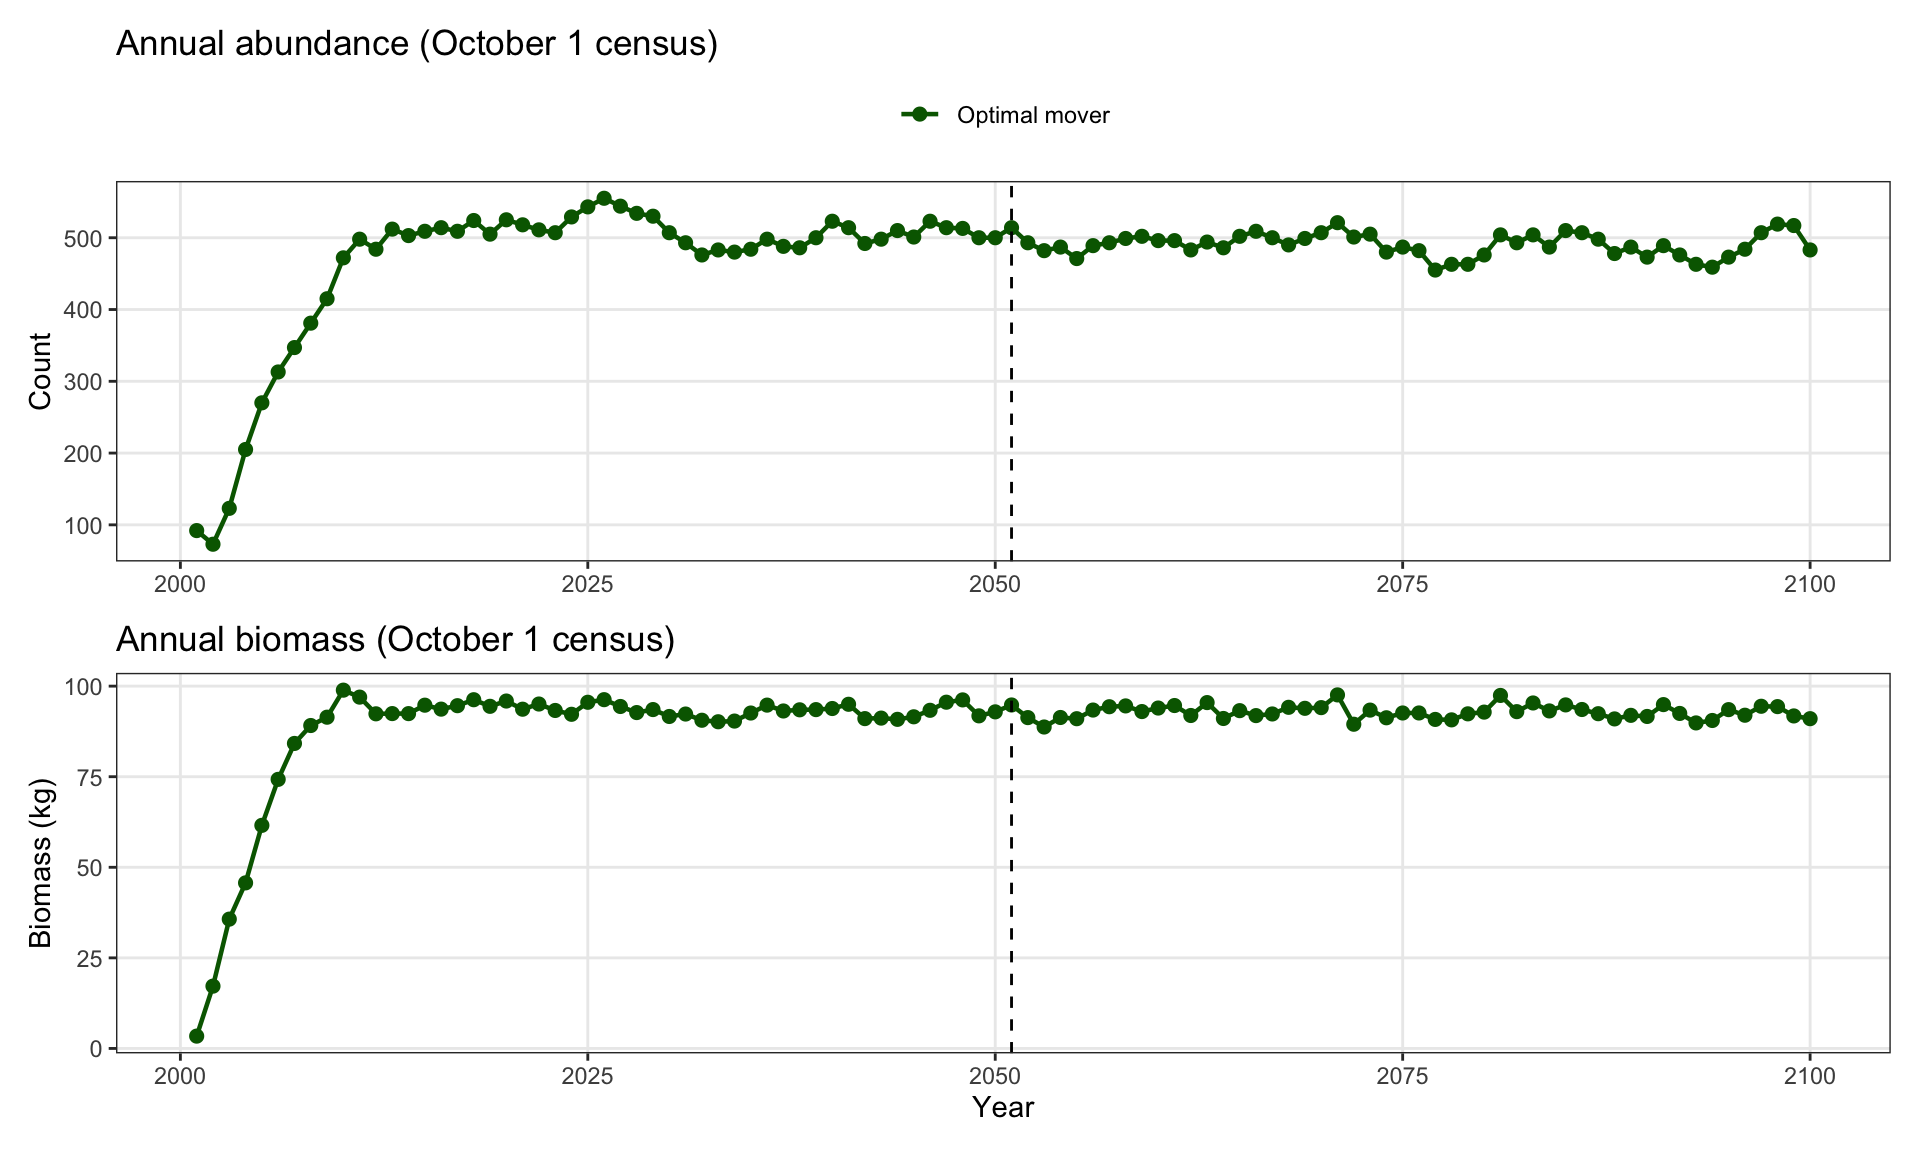 Annual abundance (October 1 census)
Optimal mover
Count
500
400
300
200
100
2000 2025 2050 2075 2100
Annual biomass (October 1 census)
Biomass (kg)
100
75
50
25
0
2000 2025 2050 2075 2100
Year